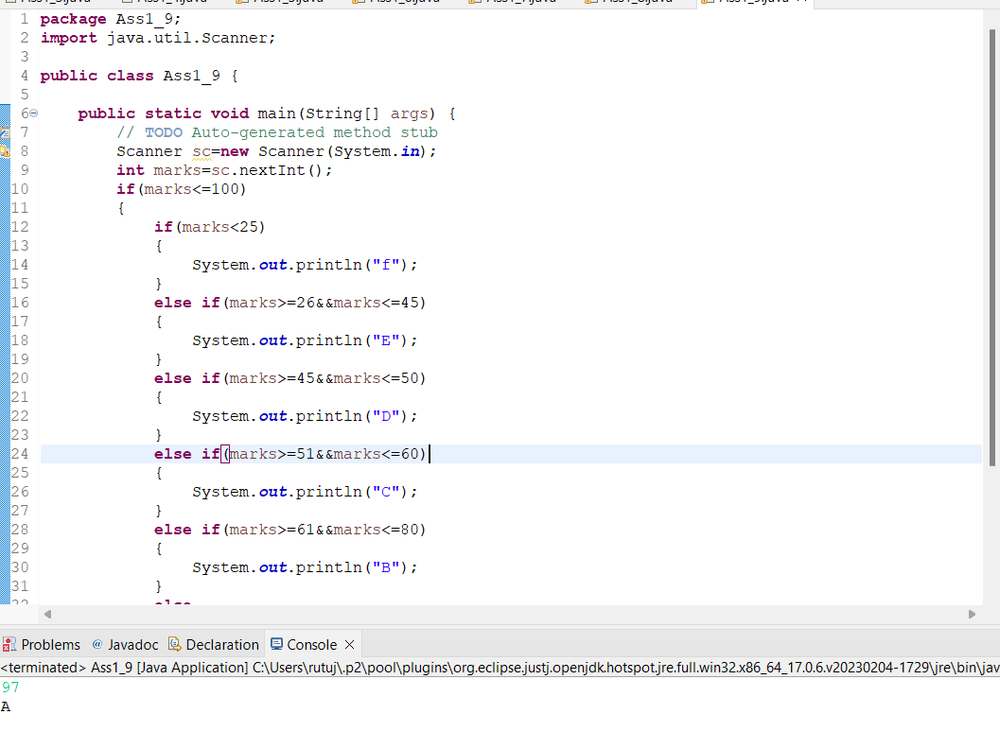 1 package Ass1_9;
2 import java.util.Scanner;
3
4 public class Ass1_9 {
5
6 public static void main(String[] args) {
7 // TODO Auto-generated method stub
8 Scanner sc=new Scanner(System.in);
9 int marks=sc.nextInt();
10 if(marks<=100)
11 {
12 if(marks<25)
13 {
14 System.out.println("f");
15 }
16 else if(marks>=26&&marks<=45)
17 {
18 System.out.println("E");
19 }
20 else if(marks>=45&&marks<=50)
21 {
22 System.out.println("D");
23 }
24 else if(marks>=51&&marks<=60)
25 {
26 System.out.println("C");
27 }
28 else if(marks>=61&&marks<=80)
29 {
30 System.out.println("B");
31 }
Problems @ Javadoc Declaration Console
<terminated> Ass1_9 [Java Application] C:\Users\rutuj\.p2\pool\plugins\org.eclipse.justj.openjdk.hotspot.jre.full.win32.x86_64_17.0.6.v20230204-1729\jre\bin\jav
97
A